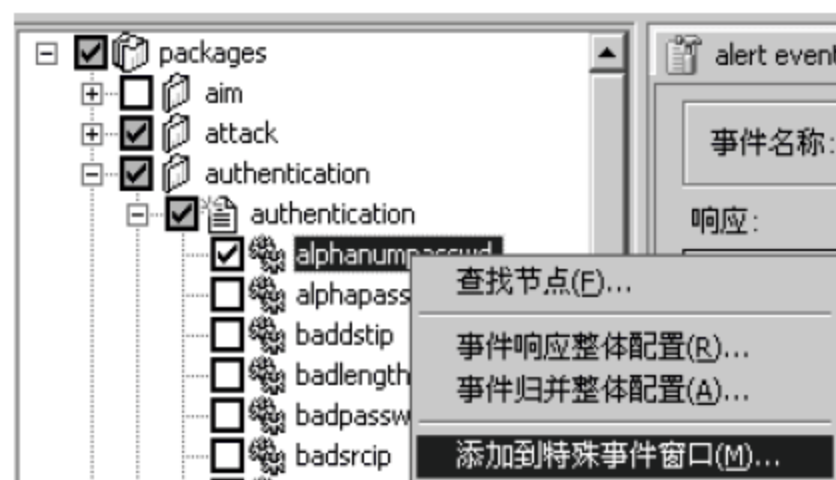 packages
aim
attack
authentication
authentication
alphapass
baddstip
badlength
badpassw
badsrcip
alert event
事件名称:
响应:
查找节点(F)...
事件响应整体配置(R)...
事件归并整体配置(A)...
添加到特殊事件窗口(M)...